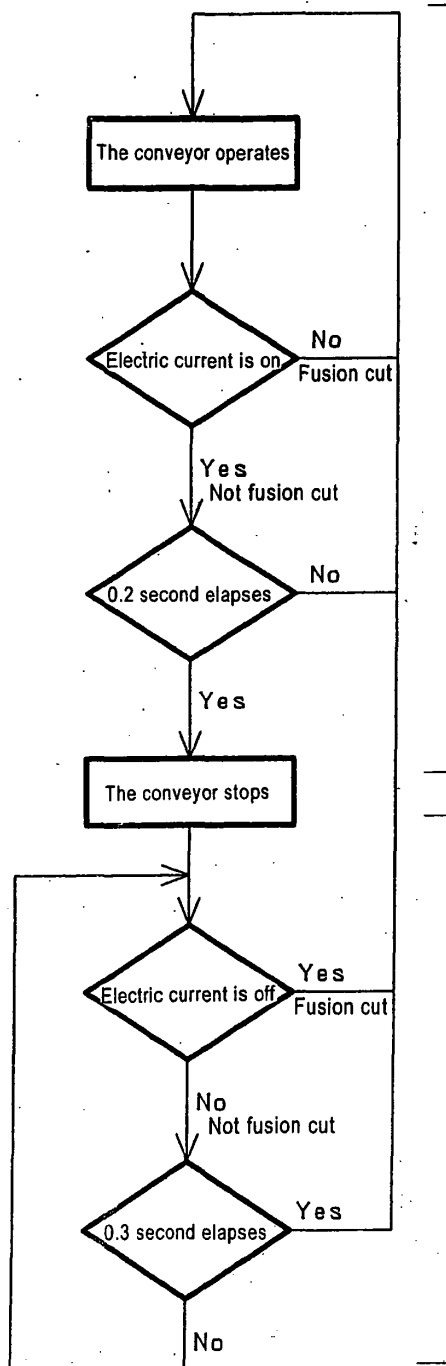 The conveyor operates
Electric current is on
No
Fusion cut
Yes
Not fusion cut
0.2 second elapses
No
Yes
The conveyor stops
Electric current is off
Yes
Fusion cut
No
Not fusion cut
0.3 second elapses
Yes
No